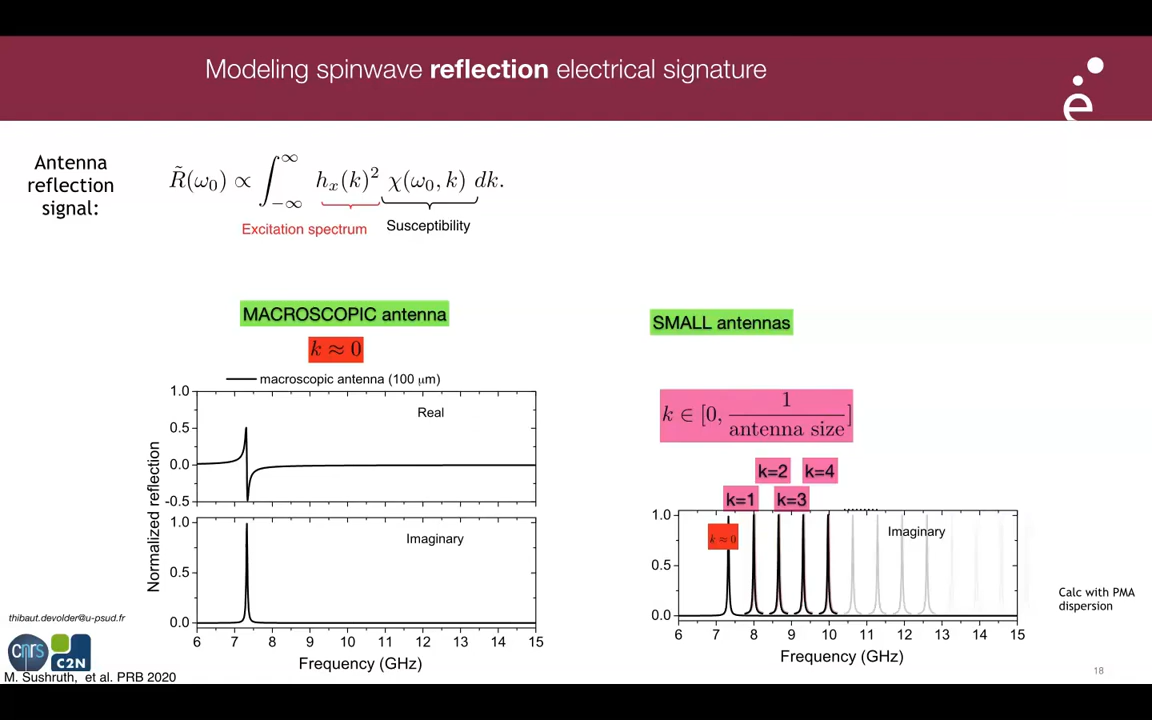 Modeling spinwave reflection electrical signature
e
Antenna
reflection
signal:
R̃(ω₀) ∝ ∫_{-∞}^{∞} hₓ(k)² χ(ω₀, k) dk.
Excitation spectrum
Susceptibility
MACROSCOPIC antenna
k ≈ 0
macroscopic antenna (100 μm)
Real
1.0
0.5
0.0
-0.5
Imaginary
1.0
0.5
0.0
Normalized reflection
6 7 8 9 10 11 12 13 14 15
Frequency (GHz)
SMALL antennas
k ∈ [0, 1/antenna size]
k=2 k=4
k=1 k=3
k ≈ 0
Imaginary
1.0
0.5
0.0
6 7 8 9 10 11 12 13 14 15
Frequency (GHz)
Calc with PMA
dispersion
thibaut.devolder@u-psud.fr
cnrs
C2N
M. Sushruth, et al. PRB 2020
18